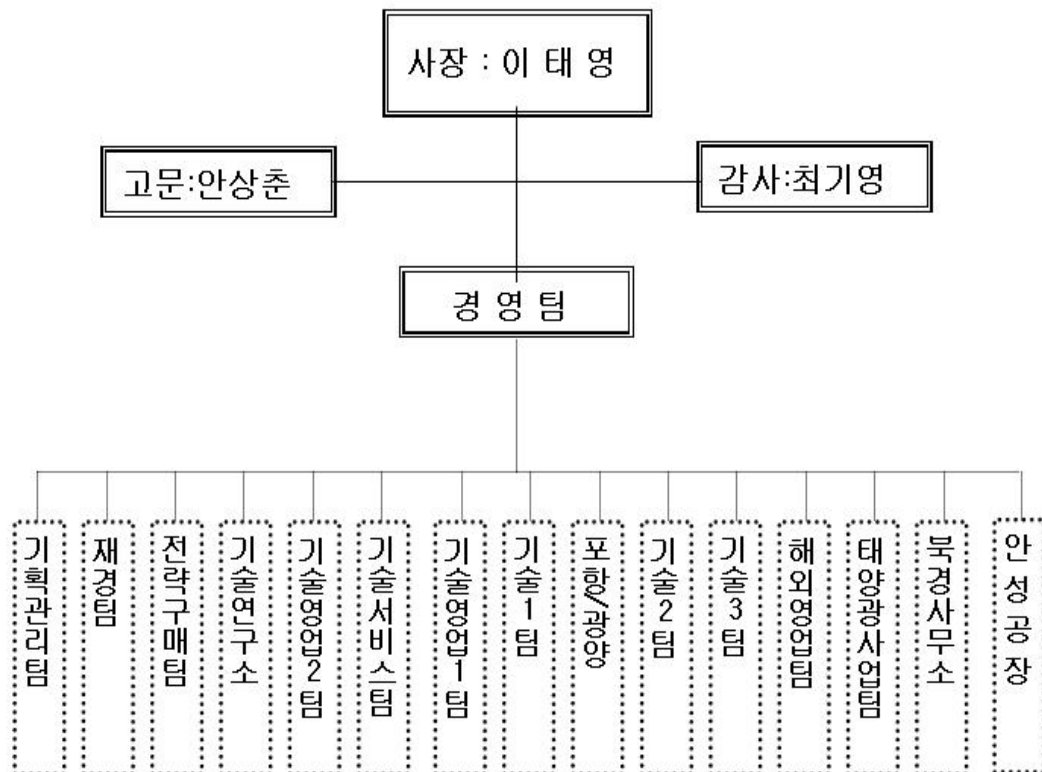 사장 : 이 태 영
고문:안상춘
감사:최기영
경 영 팀
기획관리팀
재경팀
전략구매팀
기술연구소
기술영업2팀
기술서비스팀
기술영업1팀
기술1팀
포항/광양
기술2팀
기술3팀
해외영업팀
태양광사업팀
북경사무소
안성공장